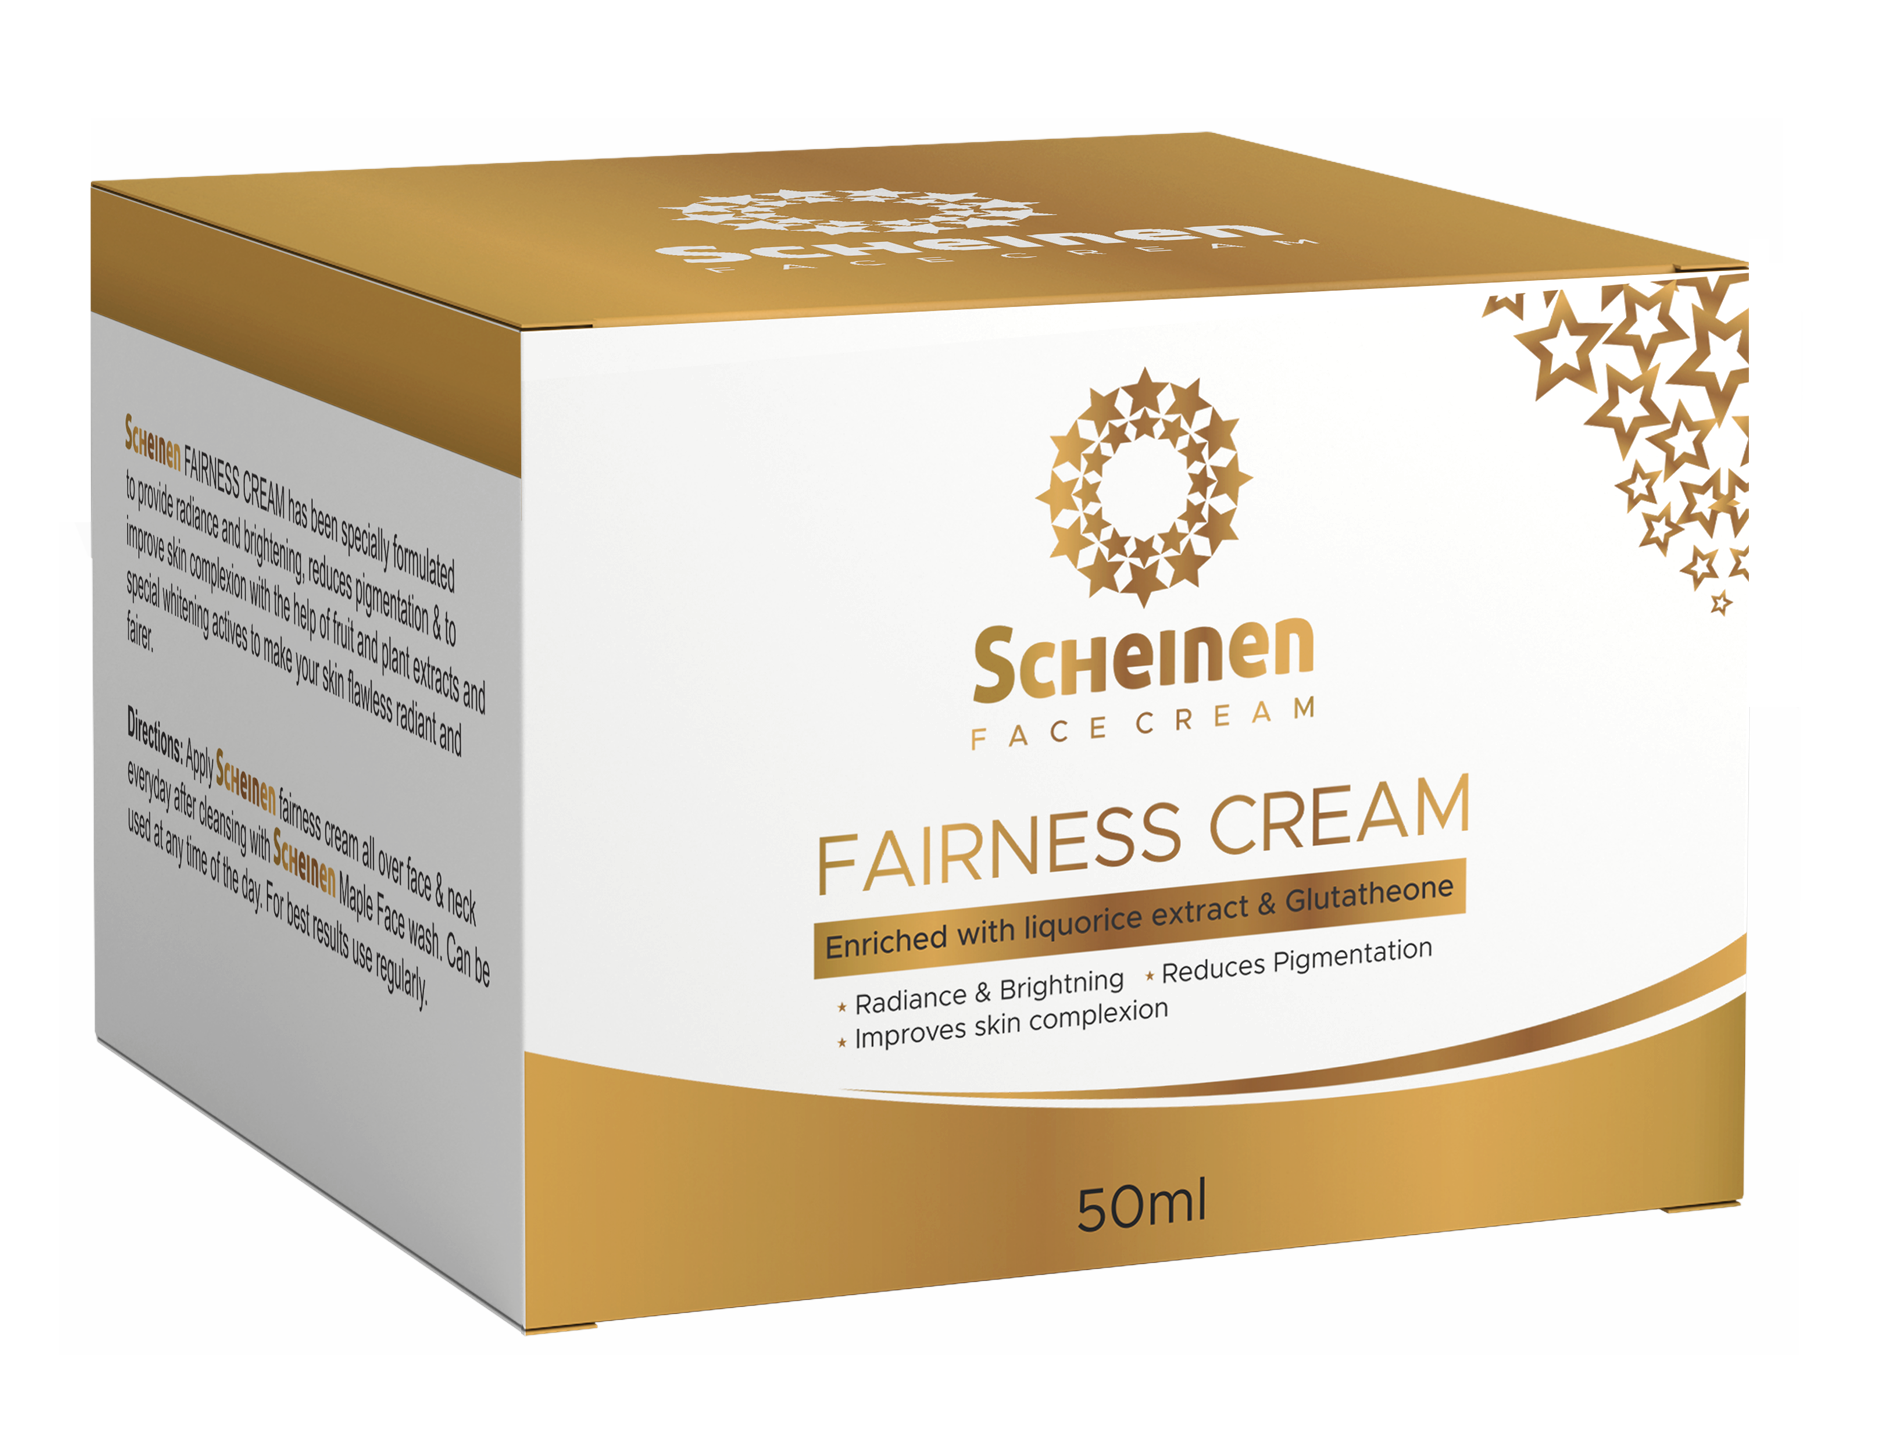 ScHeinen
FACE CREAM
ScHeinen
FACE CREAM
FAIRNESS CREAM
Enriched with liquorice extract & Glutatheone
★ Radiance & Brightning ★ Reduces Pigmentation
★ Improves skin complexion
50ml
ScHeinen FAIRNESS CREAM has been specially formulated
to provide radiance and brightening, reduces pigmentation & to
improve skin complexion with the help of fruit and plant extracts and
special whitening actives to make your skin flawless radiant and
fairer.
Directions: Apply ScHeinen fairness cream all over face & neck
everyday after cleansing with ScHeinen Maple Face wash. Can be
used at any time of the day. For best results use regularly.